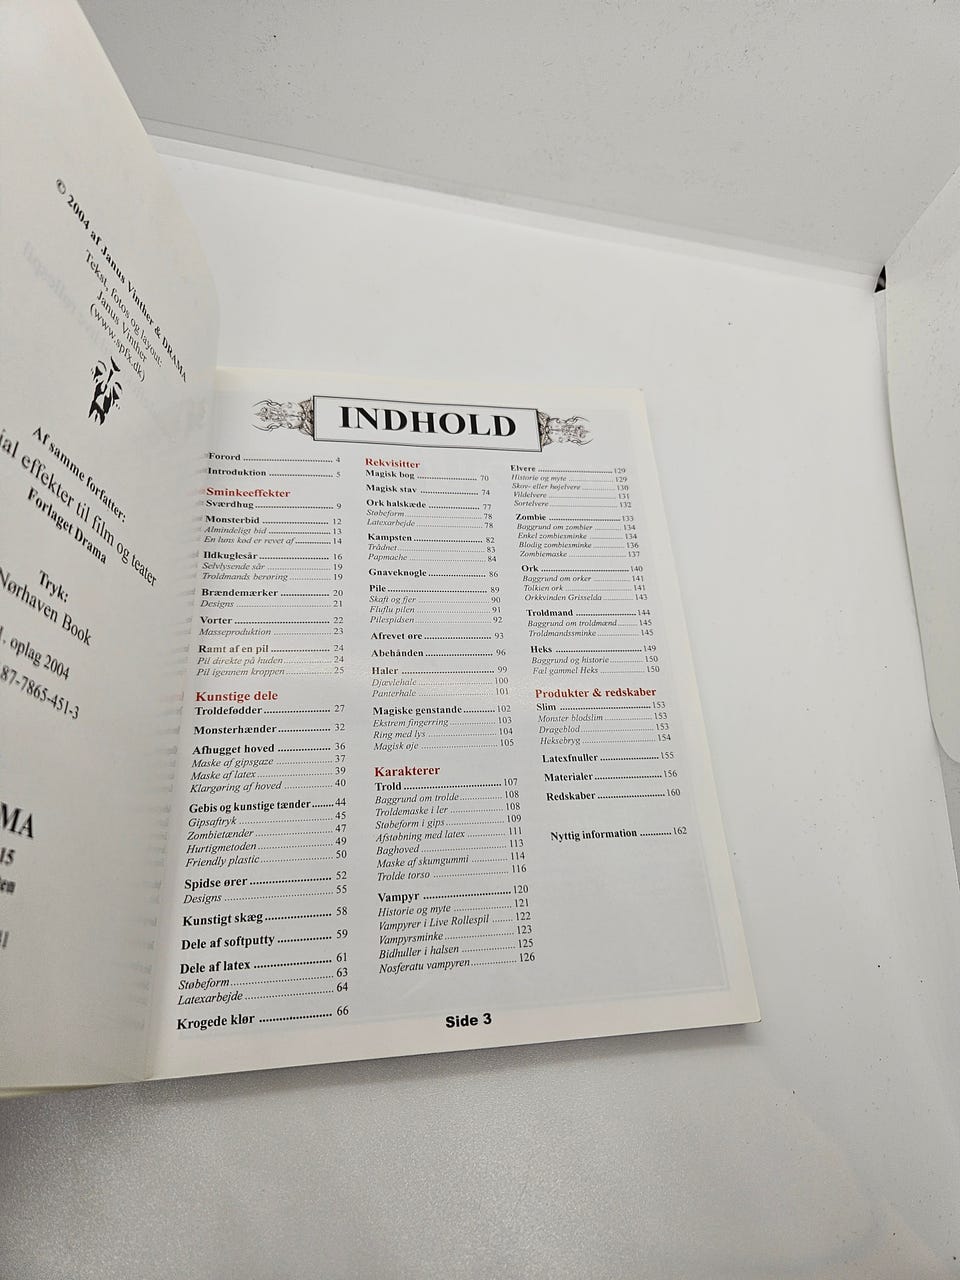 © 2004 af Janus Vinther & DRAMA
Tekst, fotos og layout:
Janus Vinther
(www.spfx.dk)
Af samme forfatter:
effekter til film og teater
Forlaget Drama
Tryk:
Nørhaven Book
oplag 2004
87-7865-451-3
INDHOLD
Forord 4
Introduktion 5
Sminkeeffekter
Sværdhug 9
Monsterbid 12
Almindeligt bid 13
En luns kød er revet af 14
Ildkuglesår 16
Selvlysende sår 19
Troldmands berøring 19
Brændemærker 20
Designs 21
Vorter 22
Masseproduktion 23
Ramt af en pil 24
Pil direkte på huden 24
Pil igennem kroppen 25
Kunstige dele
Troldefødder 27
Monsterhænder 32
Afhugget hoved 36
Maske af gipsgaze 37
Maske af latex 39
Klargøring af hoved 40
Gebis og kunstige tænder 44
Gipsaftryk 45
Zombietænder 47
Hurtigmetoden 49
Friendly plastic 50
Spidse ører 52
Designs 55
Kunstigt skæg 58
Dele af softputty 59
Dele af latex 61
Støbeform 63
Latexarbejde 64
Krogede klør 66
Rekvisitter
Magisk bog 70
Magisk stav 74
Ork halskæde 77
Støbeform 78
Latexarbejde 78
Kampsten 82
Trådnet 83
Papmache 84
Gnaveknogle 86
Pile 89
Skaft og fjer 90
Fluflu pilen 91
Pilespidsen 92
Afrevet øre 93
Abehånden 96
Haler 99
Djævlehale 100
Panterhale 101
Magiske genstande 102
Ekstrem fingerring 103
Ring med lys 104
Magisk øje 105
Karakterer
Trold 107
Baggrund om trolde 108
Troldemaske i ler 108
Støbeform i gips 109
Afstøbning med latex 111
Baghoved 113
Maske af skumgummi 114
Trolde torso 116
Vampyr 120
Historie og myte 121
Vampyrer i Live Rollespil 122
Vampyrsminke 123
Bidhuller i halsen 125
Nosferatu vampyren 126
Elvere 129
Historie og myte 129
Skov- eller højelvere 130
Vildelvere 131
Sortelvere 132
Zombie 133
Baggrund om zombier 134
Enkel zombiesminke 134
Blodig zombiesminke 136
Zombiemaske 137
Ork 140
Baggrund om orker 141
Tolkien ork 141
Orkkvinden Grisselda 143
Troldmand 144
Baggrund om troldmænd 145
Troldmandssminke 145
Heks 149
Baggrund og historie 150
Fæl gammel Heks 150
Produkter & redskaber
Slim 153
Monster blodslim 153
Drageblod 153
Heksebryg 154
Latexfnuller 155
Materialer 156
Redskaber 160
Nyttig information 162
Side 3